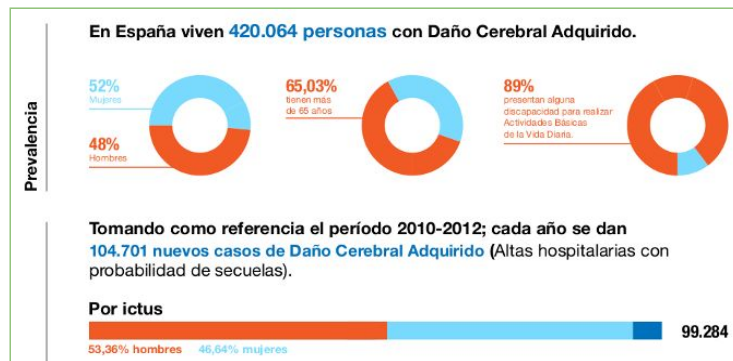 En España viven 420.064 personas con Daño Cerebral Adquirido.
52%
Mujeres
48%
Hombres
65,03%
tienen más
de 65 años
89%
presentan alguna
discapacidad para realizar
Actividades Básicas
de la Vida Diaria.
Prevalencia
Tomando como referencia el período 2010-2012; cada año se dan
104.701 nuevos casos de Daño Cerebral Adquirido (Altas hospitalarias con
probabilidad de secuelas).
Por ictus
99.284
53,36% hombres 46,64% mujeres